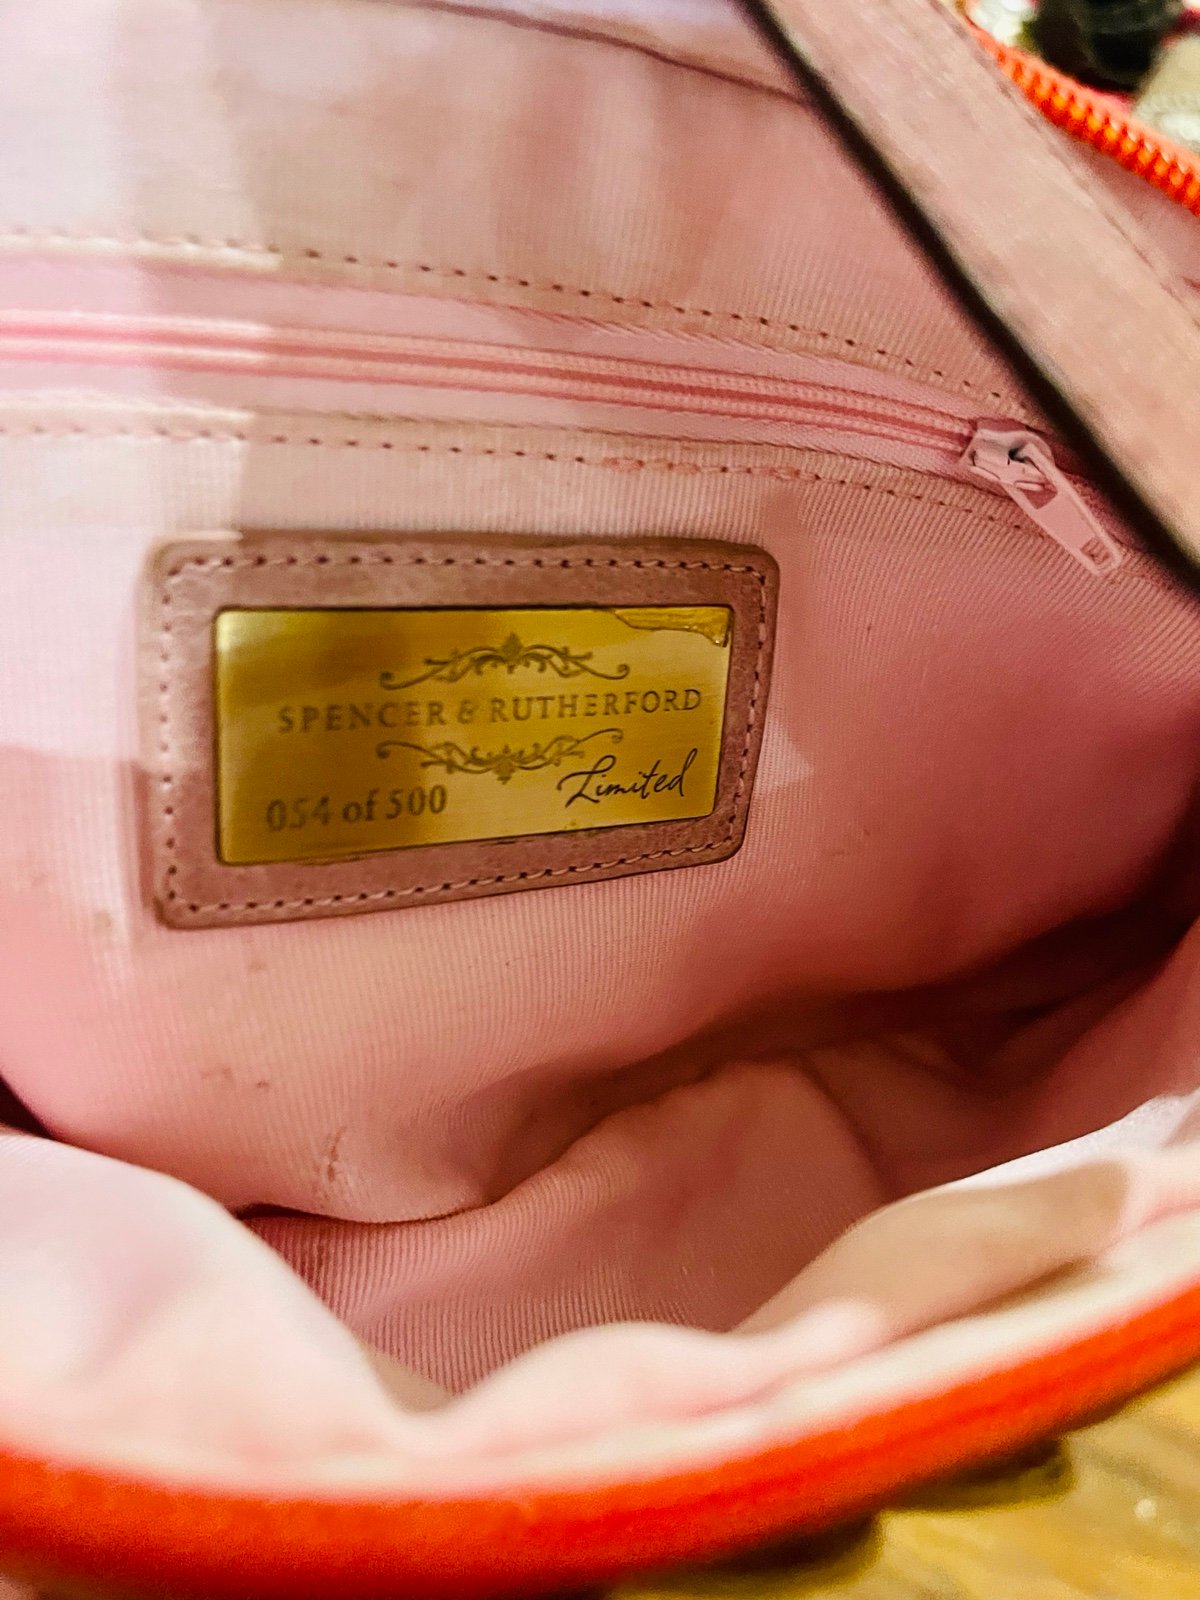 SPENCER & RUTHERFORD
Limited
054 of 500